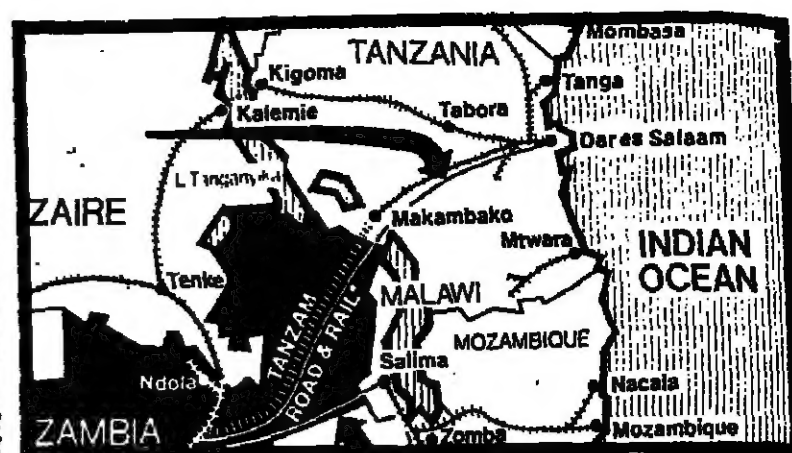 Mombasa
TANZANIA
Kigoma
Tanga
Kalemie
Tabora
Dar es Salaam
L Tanganyika
ZAIRE
Makambako
Mtwara
INDIAN
OCEAN
Tenke
MALAWI
TANZAM
ROAD & RAIL
MOZAMBIQUE
Salima
Ndola
Nacala
ZAMBIA
Zomba
Mozambique